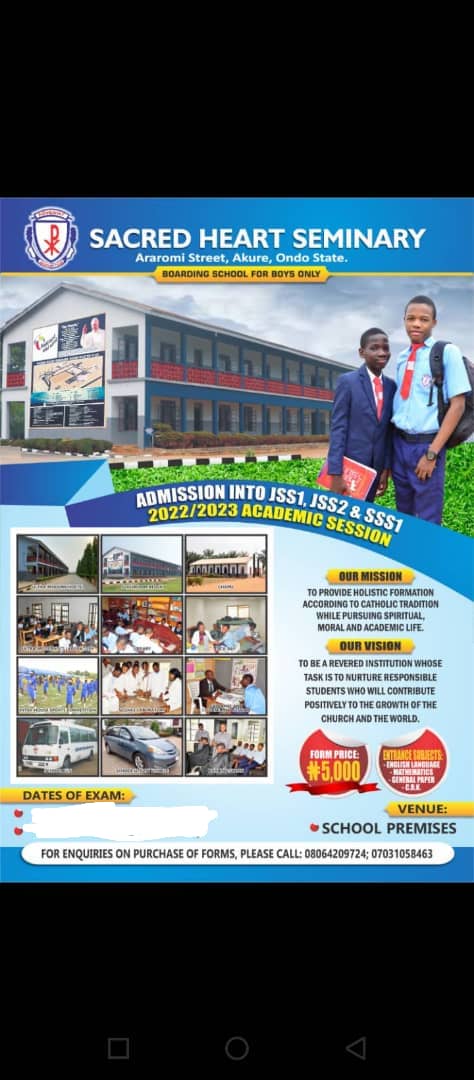 SACRED HEART SEMINARY
Araromi Street, Akure, Ondo State.
BOARDING SCHOOL FOR BOYS ONLY
ADMISSION INTO JSS1, JSS2 & SSS1
2022/2023 ACADEMIC SESSION
OUR MISSION
TO PROVIDE HOLISTIC FORMATION
ACCORDING TO CATHOLIC TRADITION
WHILE PURSUING SPIRITUAL,
MORAL AND ACADEMIC LIFE.
OUR VISION
TO BE A REVERED INSTITUTION WHOSE
TASK IS TO NURTURE RESPONSIBLE
STUDENTS WHO WILL CONTRIBUTE
POSITIVELY TO THE GROWTH OF THE
CHURCH AND THE WORLD.
FORM PRICE:
₦5,000
ENTRANCE SUBJECTS:
- ENGLISH LANGUAGE
- MATHEMATICS
- GENERAL PAPER
- C.R.K.
DATES OF EXAM:
VENUE:
SCHOOL PREMISES
FOR ENQUIRIES ON PURCHASE OF FORMS, PLEASE CALL: 08064209724; 07031058463